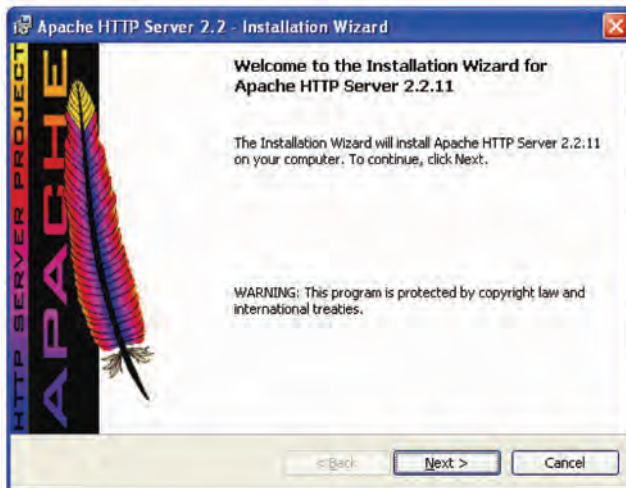 Apache HTTP Server 2.2 - Installation Wizard
HTTP SERVER PROJECT
APACHE
Welcome to the Installation Wizard for
Apache HTTP Server 2.2.11
The Installation Wizard will install Apache HTTP Server 2.2.11
on your computer. To continue, click Next.
WARNING: This program is protected by copyright law and
international treaties.
< Back
Next >
Cancel